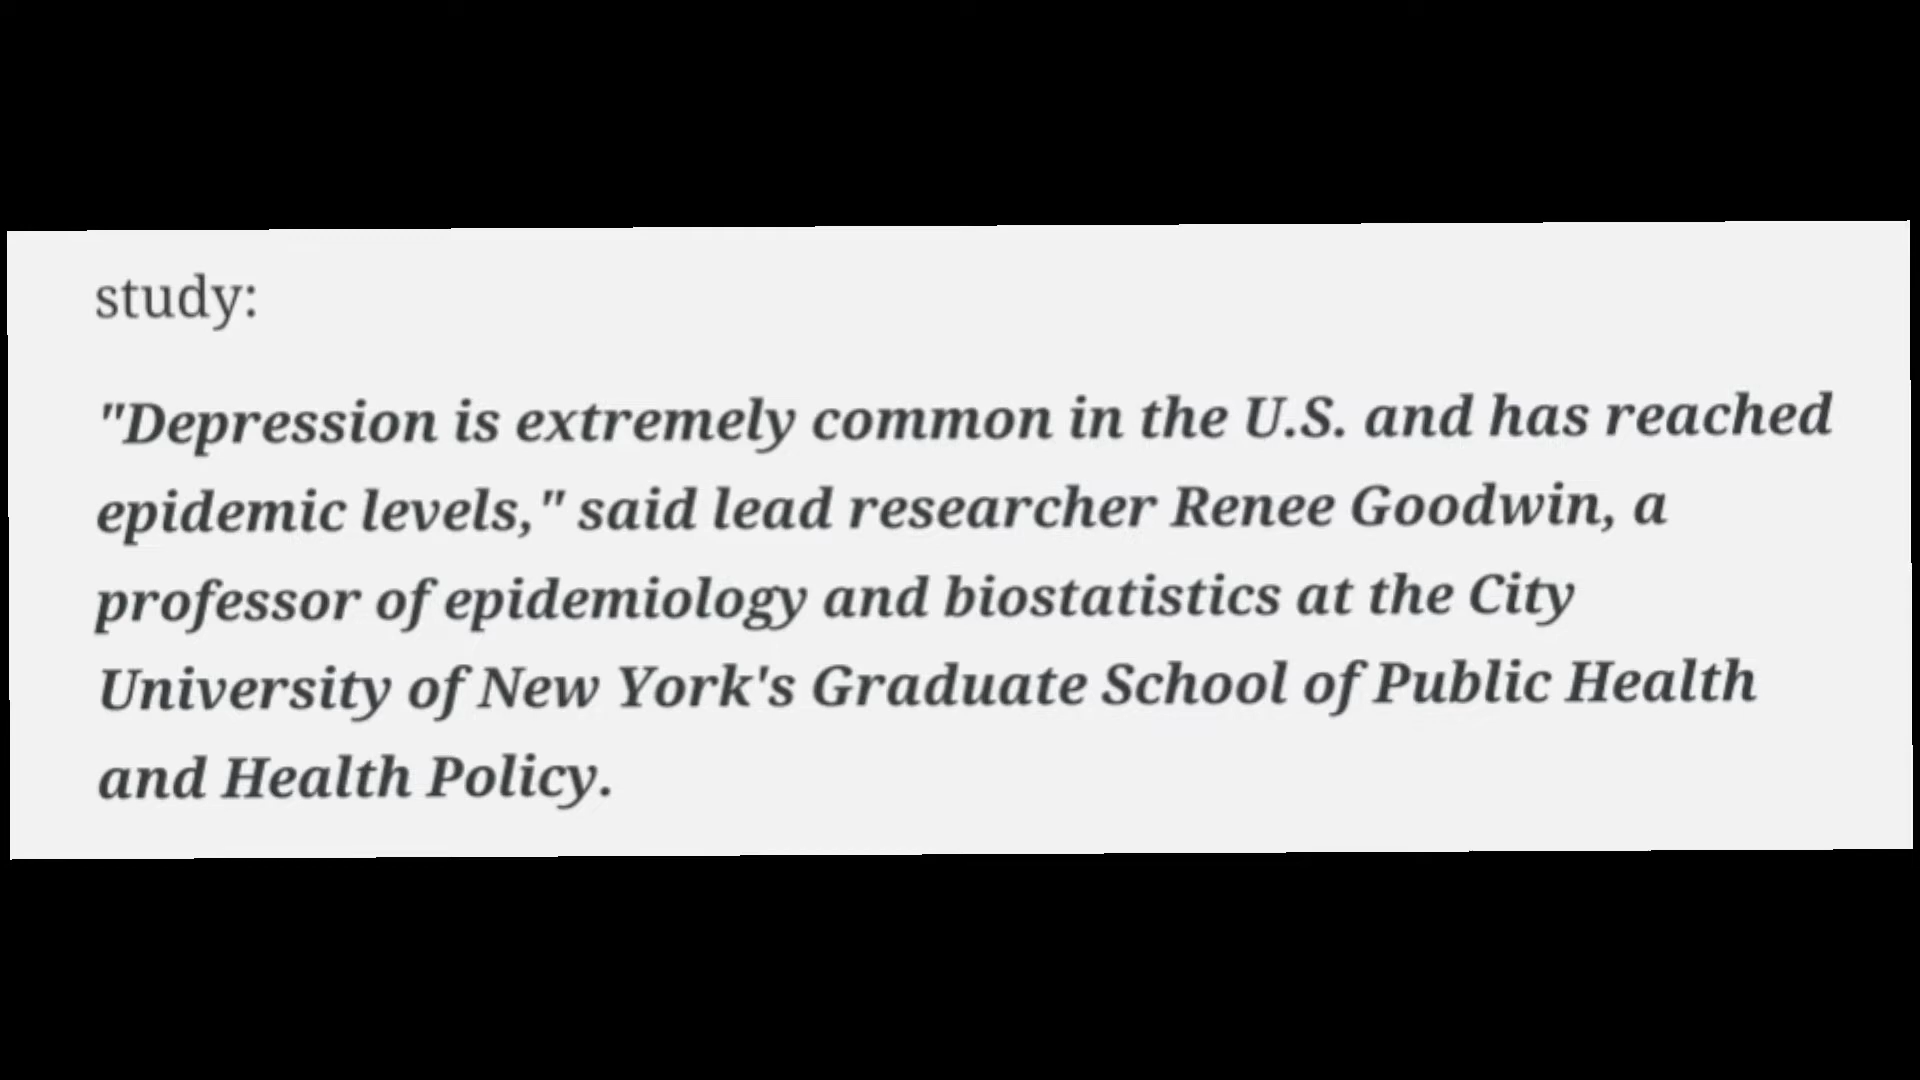 study:
"Depression is extremely common in the U.S. and has reached
epidemic levels," said lead researcher Renee Goodwin, a
professor of epidemiology and biostatistics at the City
University of New York's Graduate School of Public Health
and Health Policy.